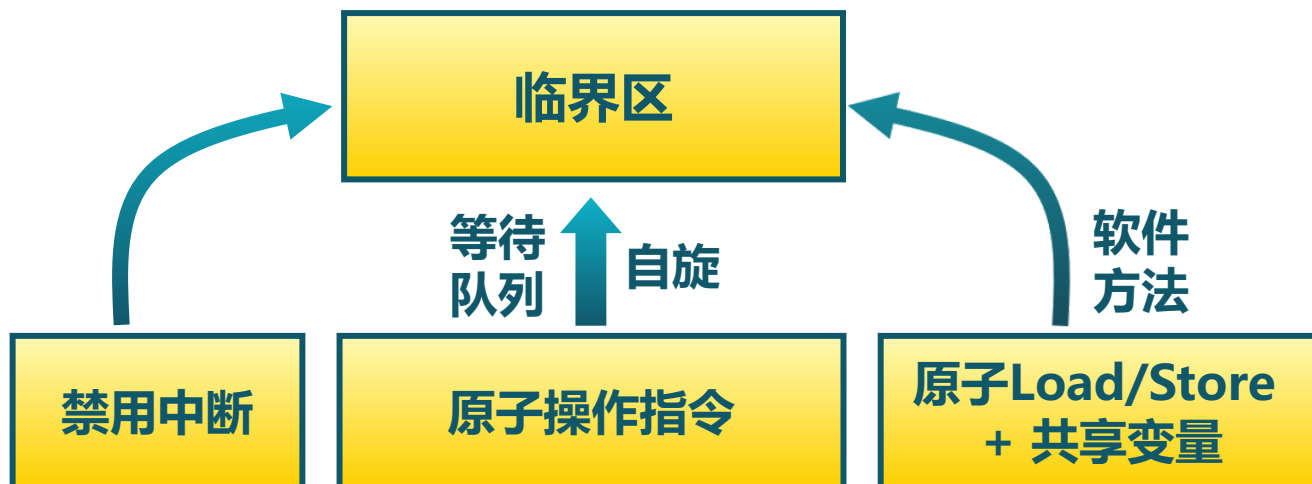 临界区
等待
队列
自旋
软件
方法
禁用中断
原子操作指令
原子Load/Store
+ 共享变量